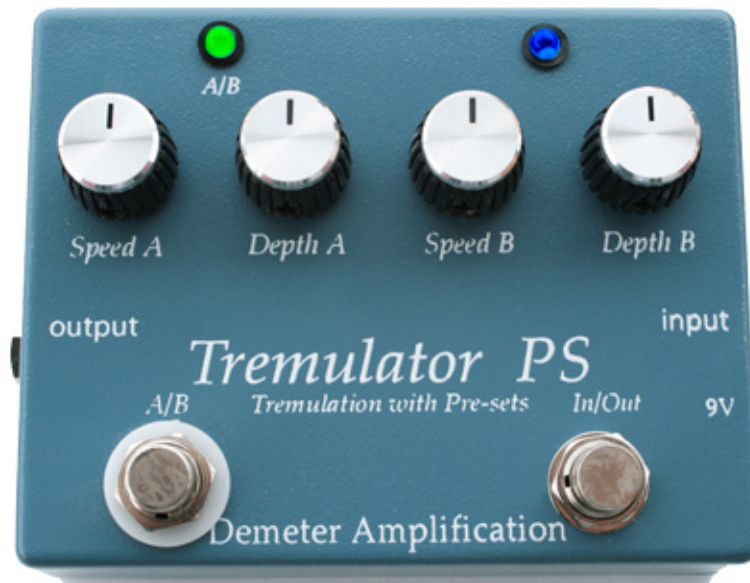 A/B
Speed A Depth A Speed B Depth B
output input
Tremulator PS
A/B Tremulation with Pre-sets In/Out 9V
Demeter Amplification